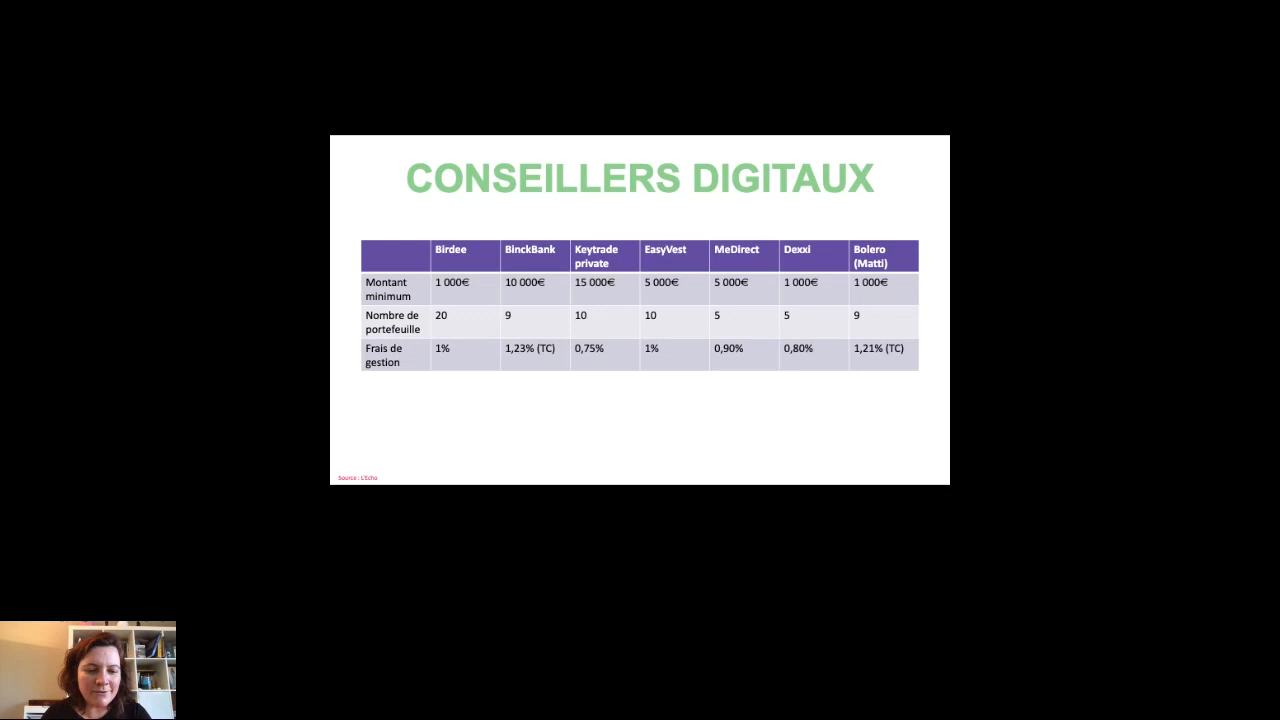 CONSEILLERS DIGITAUX
Birdee BinckBank Keytrade private EasyVest MeDirect Dexxi Bolero (Matti)
Montant minimum 1 000€ 10 000€ 15 000€ 5 000€ 5 000€ 1 000€ 1 000€
Nombre de portefeuille 20 9 10 10 5 5 9
Frais de gestion 1% 1,23% (TC) 0,75% 1% 0,90% 0,80% 1,21% (TC)
Source : L'Echo